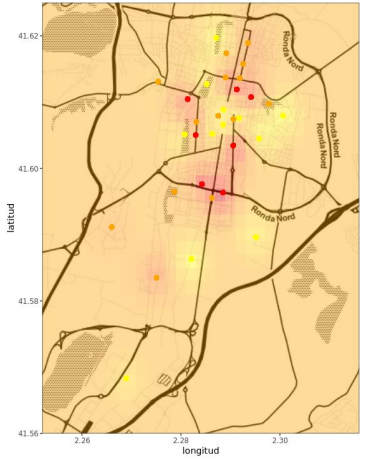 41.62
41.60
41.58
41.56
latitud
2.26
2.28
2.30
longitud
Ronda Nord
Ronda Nord
Ronda Nord
Ronda Nord